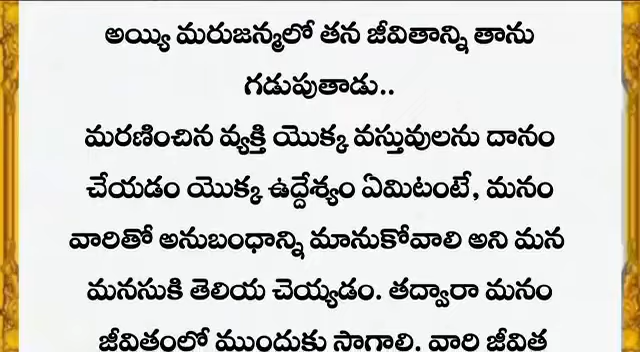 అయ్యి మరుజన్మలో తన జీవితాన్ని తాను
గడుపుతాడు..
మరణించిన వ్యక్తి యొక్క వస్తువులను దానం
చేయడం యొక్క ఉద్దేశ్యం ఏమిటంటే, మనం
వారితో అనుబంధాన్ని మానుకోవాలి అని మన
మనసుకి తెలియ చెయ్యడం. తద్వారా మనం
జీవితంలో ముందుకు సాగాలి. వారి జీవిత